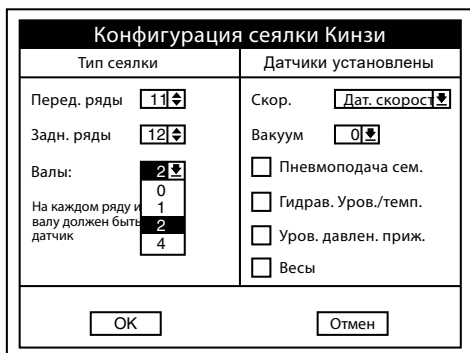 Конфигурация сеялки Кинзи
Тип сеялки
Датчики установлены
Перед. ряды 11
Задн. ряды 12
Валы: 2
0
1
2
4
На каждом ряду и
валу должен быть
датчик
Скор. Дат. скорост
Вакуум 0
Пневмоподача сем.
Гидрав. Уров./темп.
Уров. давлен. приж.
Весы
OK
Отмен